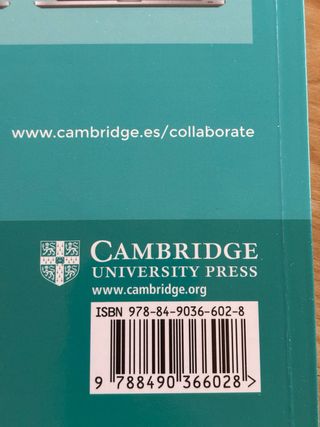 www.cambridge.es/collaborate
CAMBRIDGE
UNIVERSITY PRESS
www.cambridge.org
ISBN 978-84-9036-602-8
9 788490 366028 >